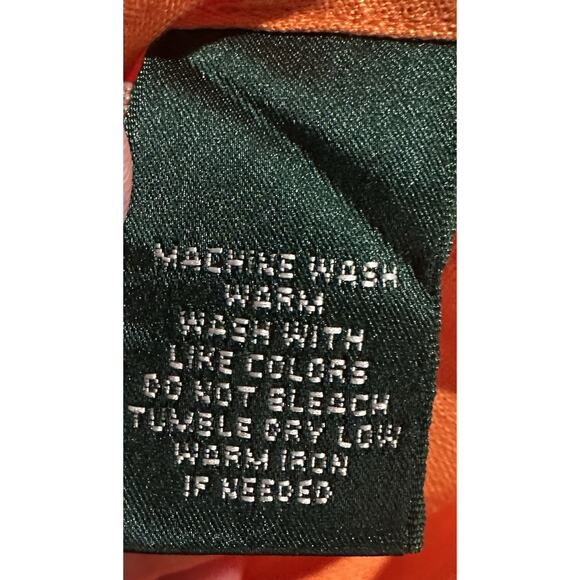 MACHINE WASH
WARM
WASH WITH
LIKE COLORS
DO NOT BLEACH
TUMBLE DRY LOW
WARM IRON
IF NEEDED